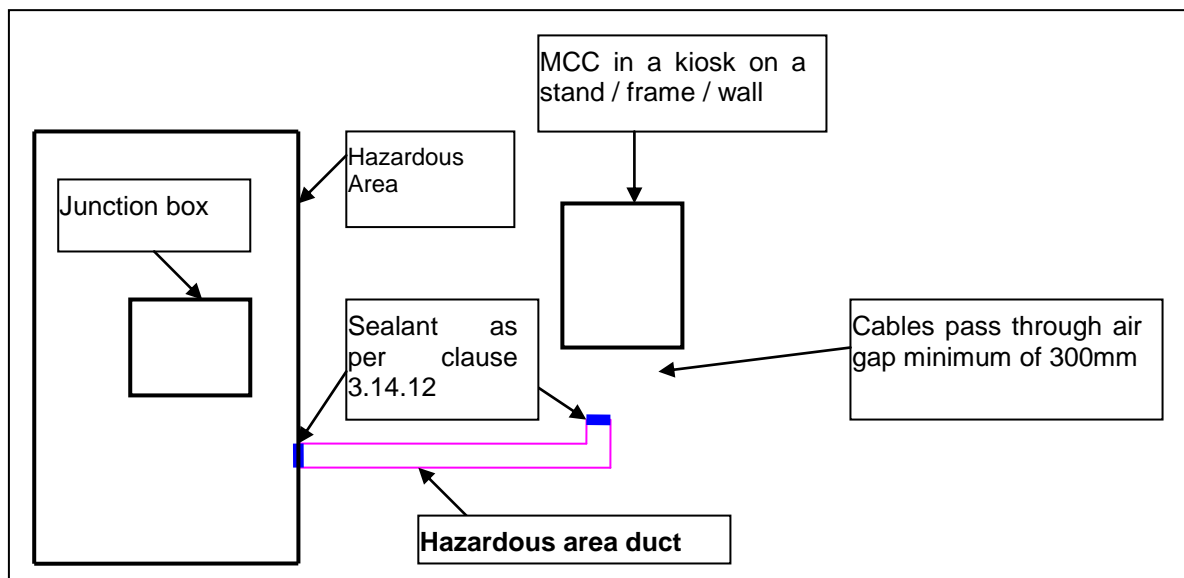 MCC in a kiosk on a
stand / frame / wall
Hazardous
Area
Junction box
Sealant as
per clause
3.14.12
Cables pass through air
gap minimum of 300mm
Hazardous area duct